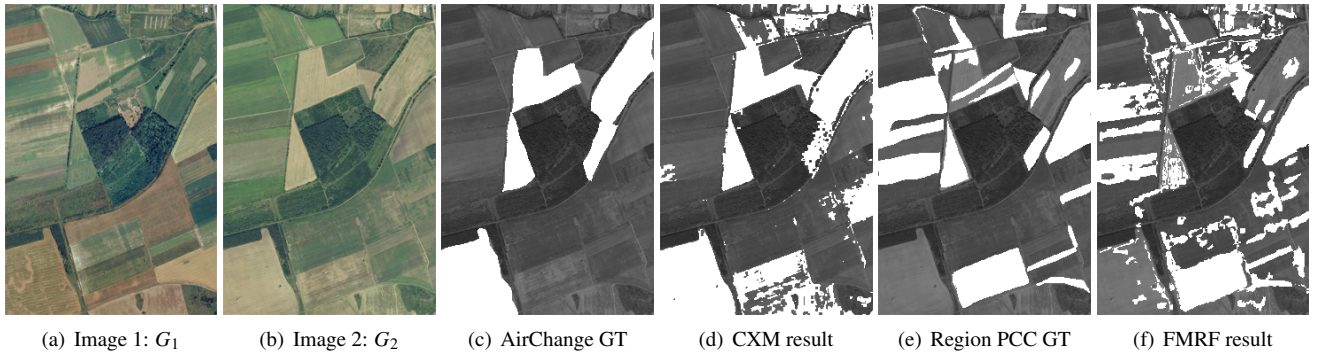 (a) Image 1: G1
(b) Image 2: G2
(c) AirChange GT
(d) CXM result
(e) Region PCC GT
(f) FMRF result